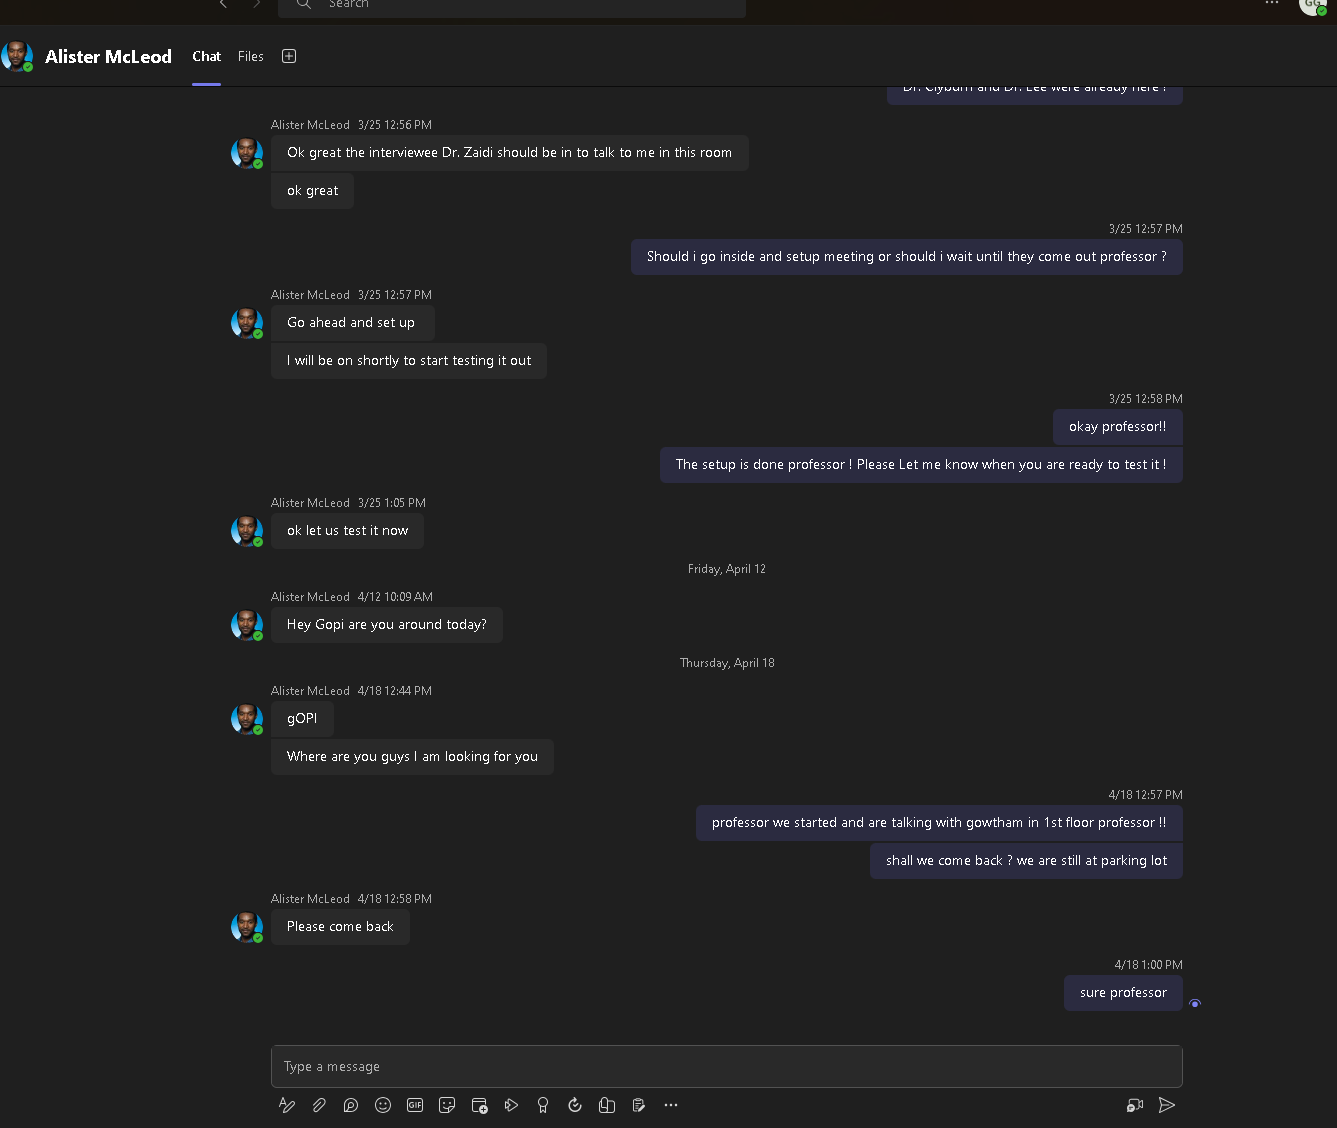 Search
GG
Alister McLeod
Chat
Files
Dr. Clyburn and Dr. Lee were already here !
Alister McLeod 3/25 12:56 PM
Ok great the interviewee Dr. Zaidi should be in to talk to me in this room
ok great
3/25 12:57 PM
Should i go inside and setup meeting or should i wait until they come out professor ?
Alister McLeod 3/25 12:57 PM
Go ahead and set up
I will be on shortly to start testing it out
3/25 12:58 PM
okay professor!!
The setup is done professor ! Please Let me know when you are ready to test it !
Alister McLeod 3/25 1:05 PM
ok let us test it now
Friday, April 12
Alister McLeod 4/12 10:09 AM
Hey Gopi are you around today?
Thursday, April 18
Alister McLeod 4/18 12:44 PM
gOPI
Where are you guys I am looking for you
4/18 12:57 PM
professor we started and are talking with gowtham in 1st floor professor !!
shall we come back ? we are still at parking lot
Alister McLeod 4/18 12:58 PM
Please come back
4/18 1:00 PM
sure professor
Type a message
GIF